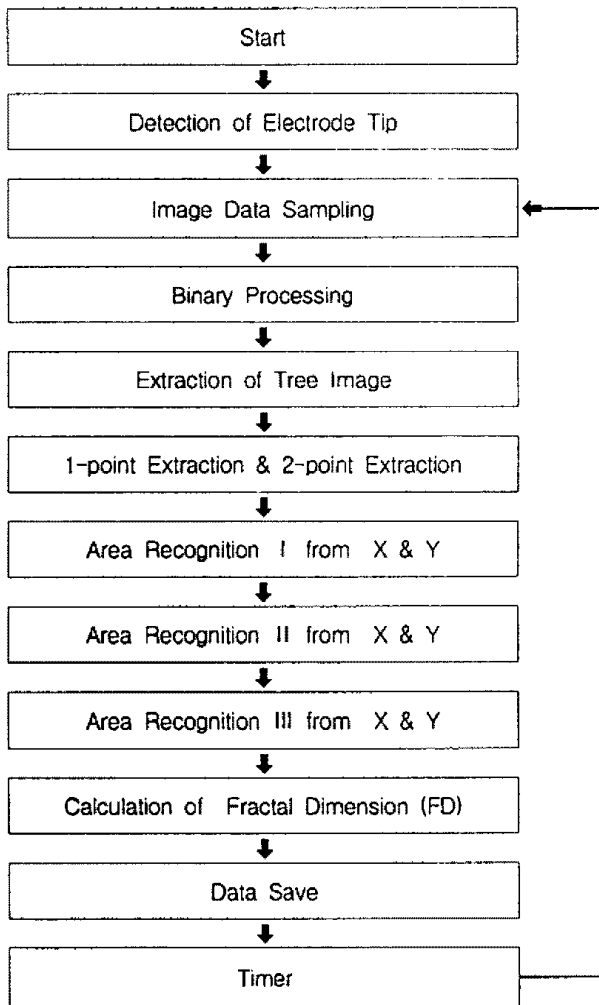 Start
Detection of Electrode Tip
Image Data Sampling
Binary Processing
Extraction of Tree Image
1-point Extraction & 2-point Extraction
Area Recognition I from X & Y
Area Recognition II from X & Y
Area Recognition III from X & Y
Calculation of Fractal Dimension (FD)
Data Save
Timer